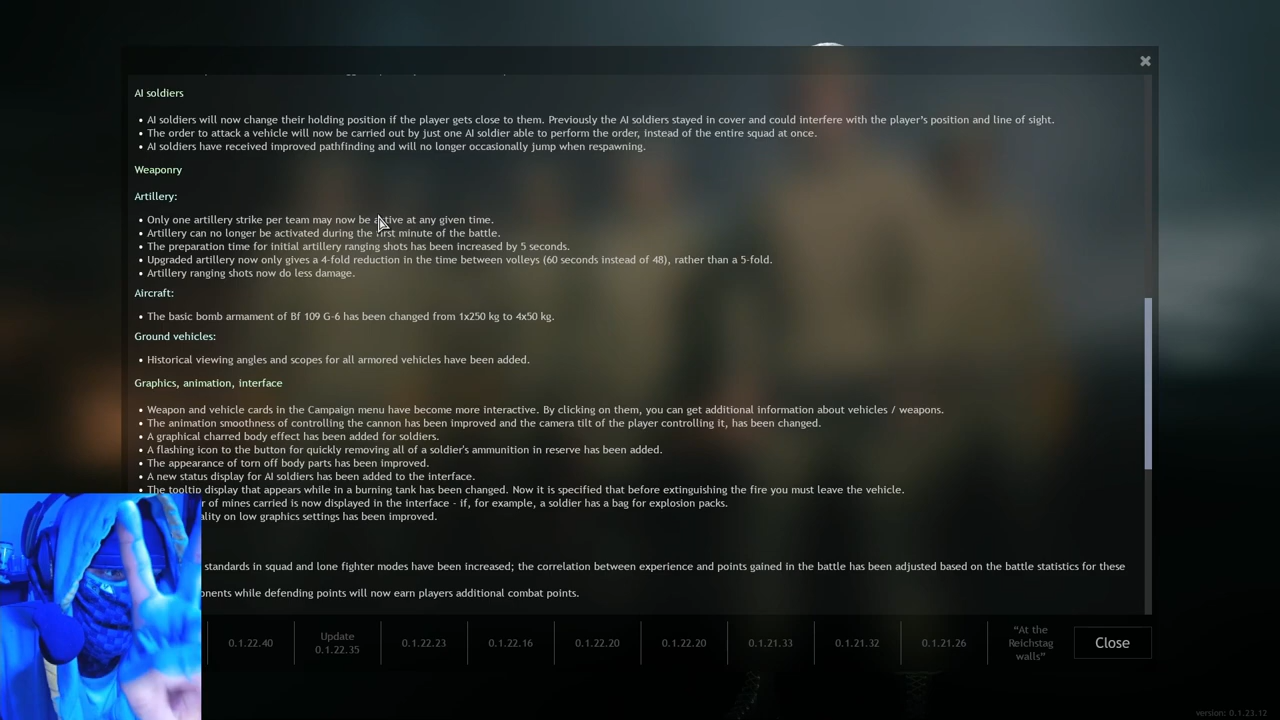 AI soldiers
• AI soldiers will now change their holding position if the player gets close to them. Previously the AI soldiers stayed in cover and could interfere with the player's position and line of sight.
• The order to attack a vehicle will now be carried out by just one AI soldier able to perform the order, instead of the entire squad at once.
• AI soldiers have received improved pathfinding and will no longer occasionally jump when respawning.
Weaponry
Artillery:
• Only one artillery strike per team may now be active at any given time.
• Artillery can no longer be activated during the first minute of the battle.
• The preparation time for initial artillery ranging shots has been increased by 5 seconds.
• Upgraded artillery now only gives a 4-fold reduction in the time between volleys (60 seconds instead of 48), rather than a 5-fold.
• Artillery ranging shots now do less damage.
Aircraft:
• The basic bomb armament of Bf 109 G-6 has been changed from 1x250 kg to 4x50 kg.
Ground vehicles:
• Historical viewing angles and scopes for all armored vehicles have been added.
Graphics, animation, interface
• Weapon and vehicle cards in the Campaign menu have become more interactive. By clicking on them, you can get additional information about vehicles / weapons.
• The animation smoothness of controlling the cannon has been improved and the camera tilt of the player controlling it, has been changed.
• A graphical charred body effect has been added for soldiers.
• A flashing icon to the button for quickly removing all of a soldier's ammunition in reserve has been added.
• The appearance of torn off body parts has been improved.
• A new status display for AI soldiers has been added to the interface.
• The tooltip display that appears while in a burning tank has been changed. Now it is specified that before extinguishing the fire you must leave the vehicle.
of mines carried is now displayed in the interface - if, for example, a soldier has a bag for explosion packs.
on low graphics settings has been improved.
standards in squad and lone fighter modes have been increased; the correlation between experience and points gained in the battle has been adjusted based on the battle statistics for these
while defending points will now earn players additional combat points.
0.1.22.40
Update
0.1.22.35
0.1.22.23
0.1.22.16
0.1.22.20
0.1.22.20
0.1.21.33
0.1.21.32
0.1.21.26
"At the
Reichstag
walls"
Close
version: 0.1.23.12